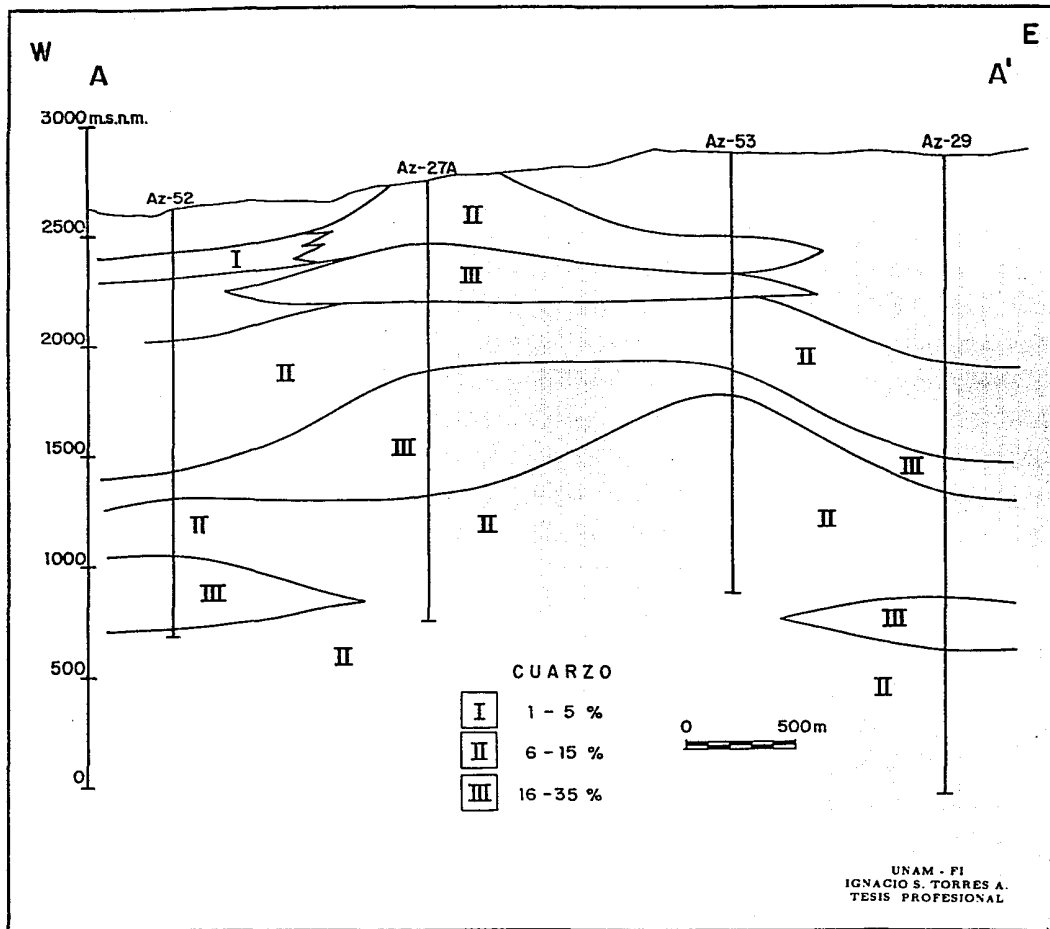 W
E
A
A'
3000 m.s.n.m.
Az-52
Az-27A
Az-53
Az-29
2500
I
II
III
2000
II
II
1500
III
III
II
II
II
1000
III
III
II
II
500
0
CUARZO
I 1 - 5 %
II 6 - 15 %
III 16 - 35 %
0 500m
UNAM - FI
IGNACIO S. TORRES A.
TESIS PROFESIONAL